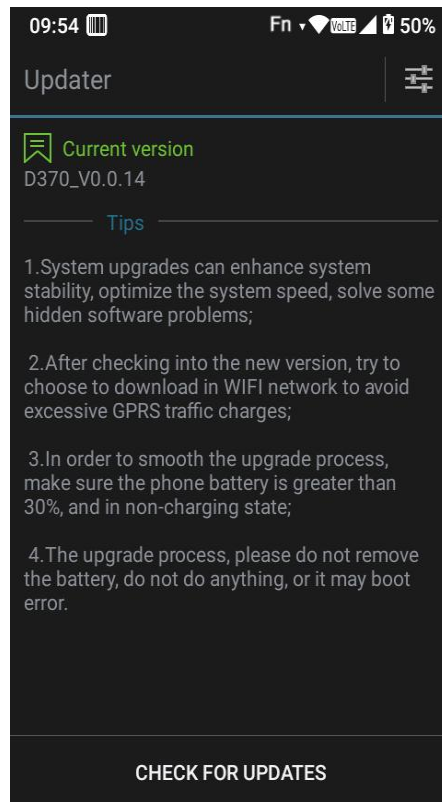 09:54 Fn VoLTE 50%
Updater
Current version
D370_V0.0.14
Tips
1.System upgrades can enhance system
stability, optimize the system speed, solve some
hidden software problems;
2.After checking into the new version, try to
choose to download in WIFI network to avoid
excessive GPRS traffic charges;
3.In order to smooth the upgrade process,
make sure the phone battery is greater than
30%, and in non-charging state;
4.The upgrade process, please do not remove
the battery, do not do anything, or it may boot
error.
CHECK FOR UPDATES